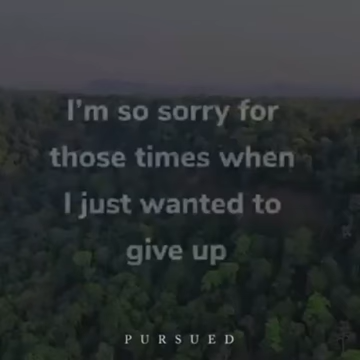 I'm so sorry for
those times when
I just wanted to
give up
PURSUED